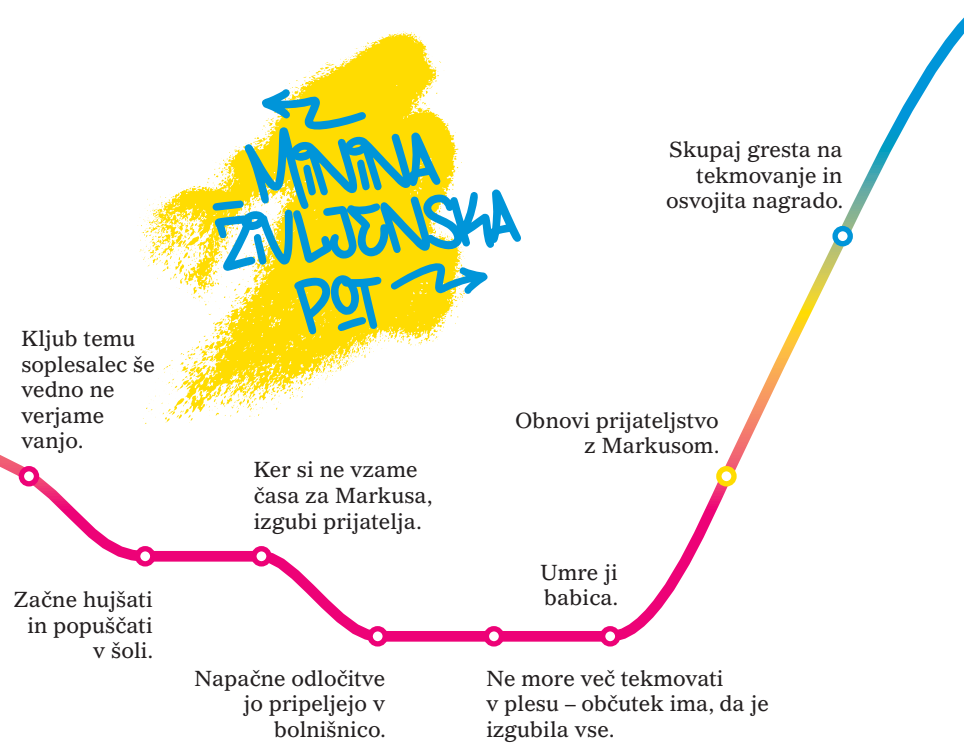 MININA
ŽIVLJENSKA
POT
Kljub temu
soplesalec še
vedno ne
verjame
vanjo.
Začne hujšati
in popuščati
v šoli.
Ker si ne vzame
časa za Markusa,
izgubi prijatelja.
Napačne odločitve
jo pripeljejo v
bolnišnico.
Ne more več tekmovati
v plesu – občutek ima, da je
izgubila vse.
Umre ji
babica.
Obnovi prijateljstvo
z Markusom.
Skupaj gresta na
tekmovanje in
osvojita nagrado.